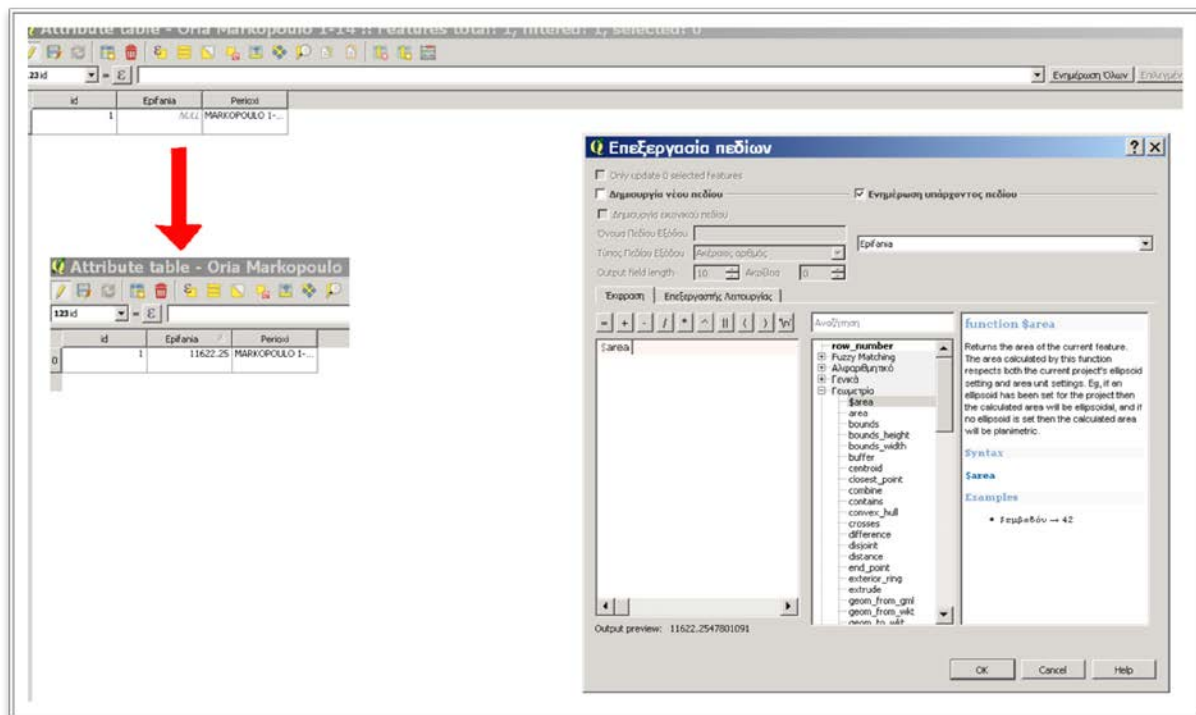 Attribute table - Oria Markopoulo 1-14 :: Features total: 1, filtered: 1, selected: 0
123 id = ε Ενημέρωση Όλων
id Epifania Perioxi
1 NULL MARKOPOULO 1-...
Attribute table - Oria Markopoulo
123 id = ε
id Epifania Perioxi
0 1 11622.25 MARKOPOULO 1-...
Επεξεργασία πεδίων
Only update 0 selected features
Δημιουργία νέου πεδίου
Ενημέρωση υπάρχοντος πεδίου
Δημιουργία εικονικού πεδίου
Όνομα Πεδίου Εξόδου
Τύπος Πεδίου Εξόδου Ακέραιος αριθμός
Epifania
Output field length 10 Ακρίβεια 0
Έκφραση Επεξεργαστής Λειτουργίας
= + - / * ^ || ( ) '\n'
$area
Αναζήτηση
row_number
Fuzzy Matching
Αλφαριθμητικό
Γενικά
Γεωμετρία
$area
area
bounds
bounds_height
bounds_width
buffer
centroid
closest_point
combine
contains
convex_hull
crosses
difference
disjoint
distance
end_point
exterior_ring
extrude
geom_from_gml
geom_from_wkt
geom_to_wkt
function $area
Returns the area of the current feature.
The area calculated by this function
respects both the current project's ellipsoid
setting and area unit settings. Eg, if an
ellipsoid has been set for the project then
the calculated area will be ellipsoidal, and if
no ellipsoid is set then the calculated area
will be planimetric.
Syntax
$area
Examples
• $εμβαδόν → 42
Output preview: 11622.2547801091
OK Cancel Help